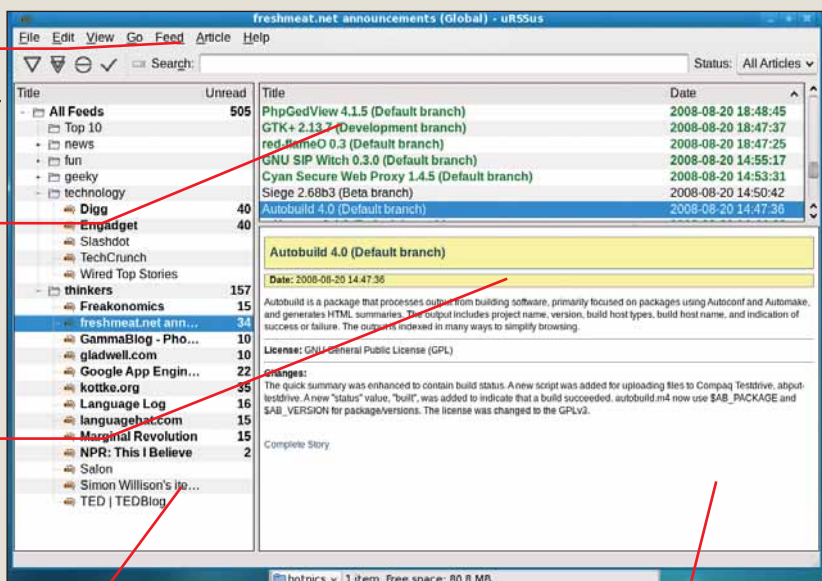 freshmeat.net announcements (Global) - uRSSus
File Edit View Go Feed Article Help
Search:
Status: All Articles
Title Unread
All Feeds 505
Top 10
news
fun
geeky
technology
Digg 40
Engadget 40
Slashdot
TechCrunch
Wired Top Stories
thinkers 157
Freakonomics 15
freshmeat.net ann... 34
GammaBlog - Pho... 10
gladwell.com 10
Google App Engin... 22
kottke.org 35
Language Log 16
languagehat.com 15
Marginal Revolution 15
NPR: This I Believe 2
Salon
Simon Willison's ite...
TED | TEDBlog
Title Date
PhpGedView 4.1.5 (Default branch) 2008-08-20 18:48:45
GTK+ 2.13.7 (Development branch) 2008-08-20 18:47:37
red-flameO 0.3 (Default branch) 2008-08-20 18:47:25
GNU SIP Witch 0.3.0 (Default branch) 2008-08-20 14:55:17
Cyan Secure Web Proxy 1.4.5 (Default branch) 2008-08-20 14:53:31
Siege 2.68b3 (Beta branch) 2008-08-20 14:50:42
Autobuild 4.0 (Default branch) 2008-08-20 14:47:36
Autobuild 4.0 (Default branch)
Date: 2008-08-20 14:47:36
Autobuild is a package that processes output from building software, primarily focused on packages using Autoconf and Automake,
and generates HTML summaries. The output includes project name, version, build host types, build host name, and indication of
success or failure. The output is indexed in many ways to simplify browsing.
License: GNU General Public License (GPL)
Changes:
The quick summary was enhanced to contain build status. A new script was added for uploading files to Compaq Testdrive, abput-
testdrive. A new "status" value, "built", was added to indicate that a build succeeded. autobuild.m4 now use $AB_PACKAGE and
$AB_VERSION for package/versions. The license was changed to the GPLv3.
Complete Story
hotpics 1 item, Free space: 80.8 MB